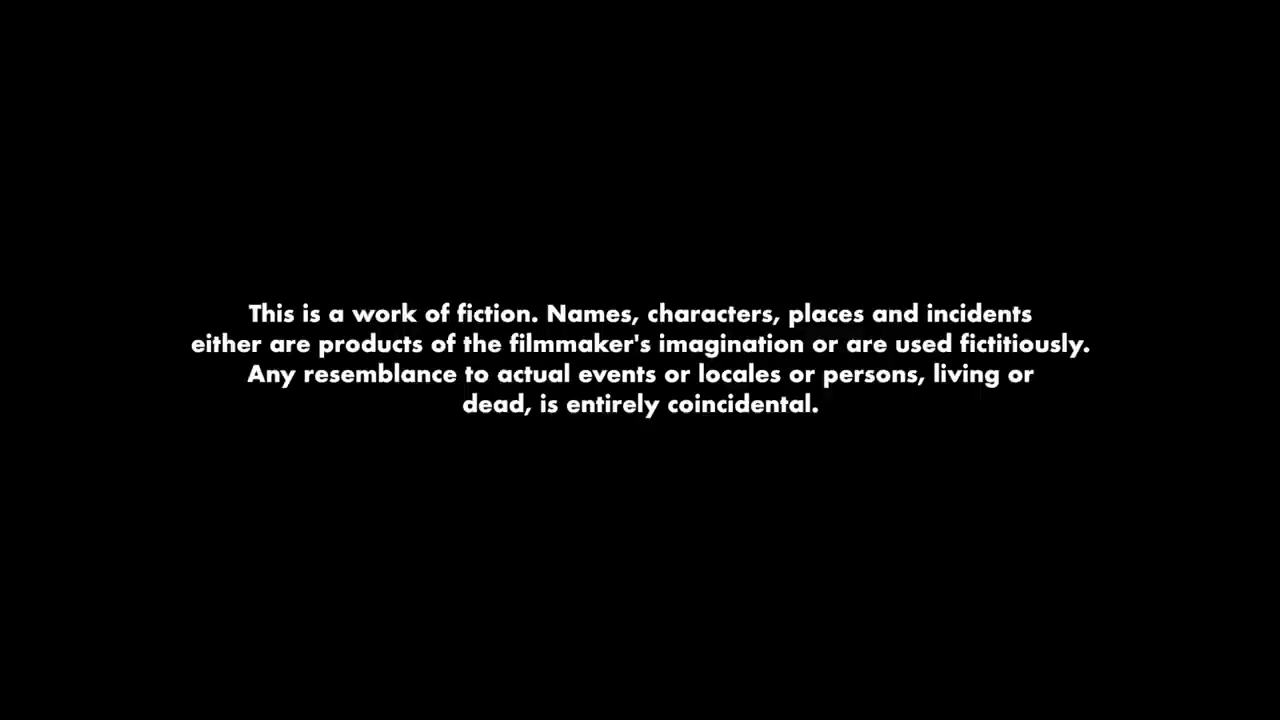 This is a work of fiction. Names, characters, places and incidents
either are products of the filmmaker's imagination or are used fictitiously.
Any resemblance to actual events or locales or persons, living or
dead, is entirely coincidental.